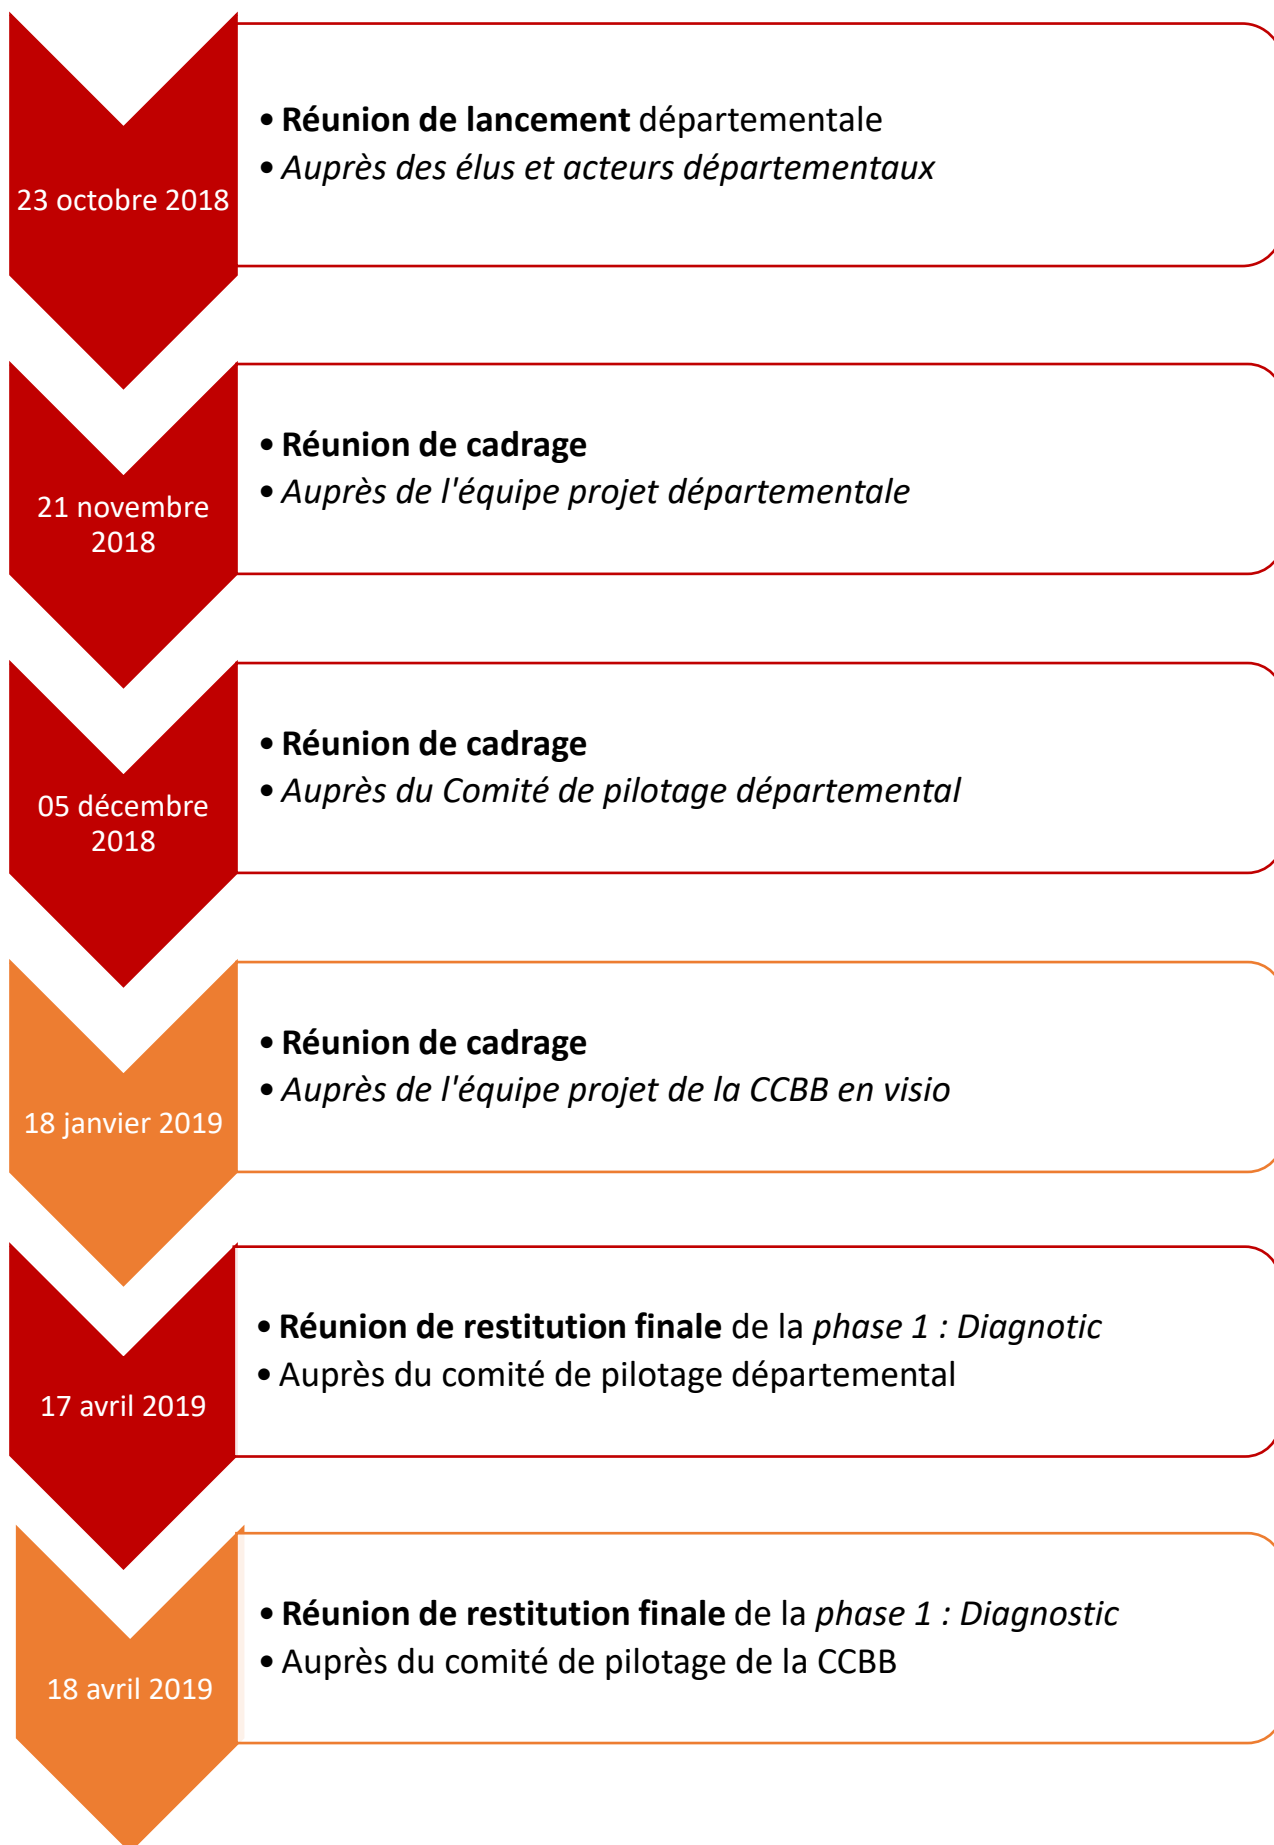 23 octobre 2018
• Réunion de lancement départementale
• Auprès des élus et acteurs départementaux
21 novembre
2018
• Réunion de cadrage
• Auprès de l'équipe projet départementale
05 décembre
2018
• Réunion de cadrage
• Auprès du Comité de pilotage départemental
18 janvier 2019
• Réunion de cadrage
• Auprès de l'équipe projet de la CCBB en visio
17 avril 2019
• Réunion de restitution finale de la phase 1 : Diagnotic
• Auprès du comité de pilotage départemental
18 avril 2019
• Réunion de restitution finale de la phase 1 : Diagnostic
• Auprès du comité de pilotage de la CCBB